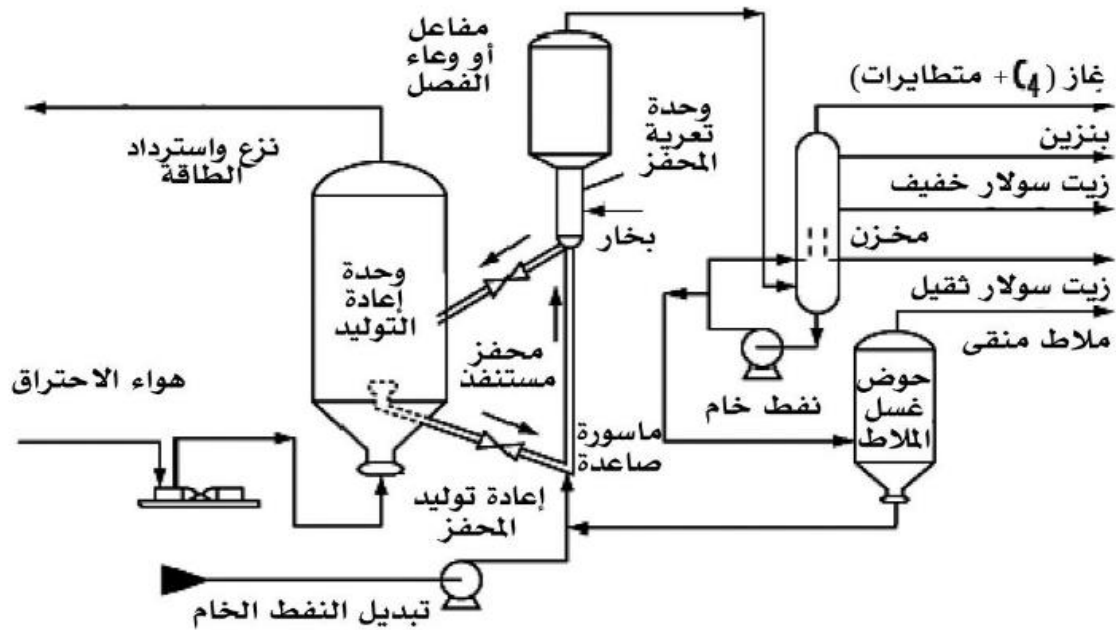 مفاعل
أو وعاء
الفصل
غاز (C4 + متطايرات)
وحدة
تعرية
المحفز
بنزين
نزع واسترداد
الطاقة
زيت سولار خفيف
بخار
مخزن
وحدة
إعادة
التوليد
زيت سولار ثقيل
ملاط منقى
محفز
مستنفذ
هواء الاحتراق
حوض
غسل
الملاط
نفط خام
ماسورة
صاعدة
إعادة توليد
المحفز
تبديل النفط الخام